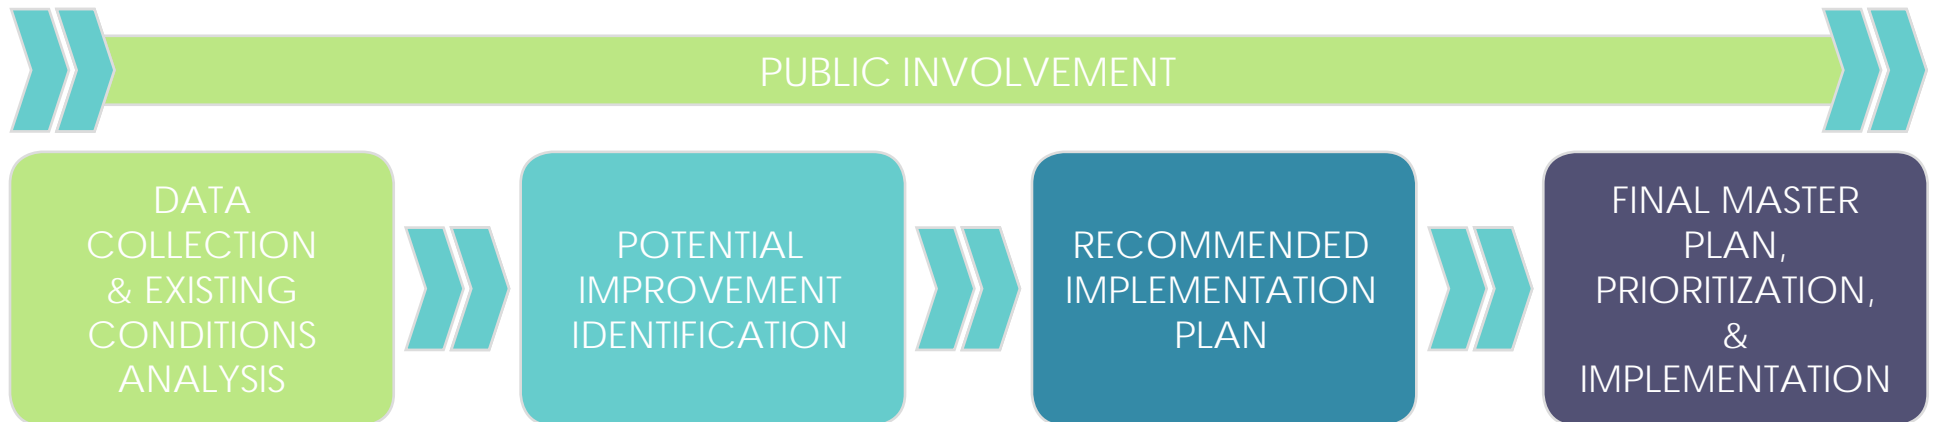 PUBLIC INVOLVEMENT
DATA
COLLECTION
& EXISTING
CONDITIONS
ANALYSIS
POTENTIAL
IMPROVEMENT
IDENTIFICATION
RECOMMENDED
IMPLEMENTATION
PLAN
FINAL MASTER
PLAN,
PRIORITIZATION,
&
IMPLEMENTATION